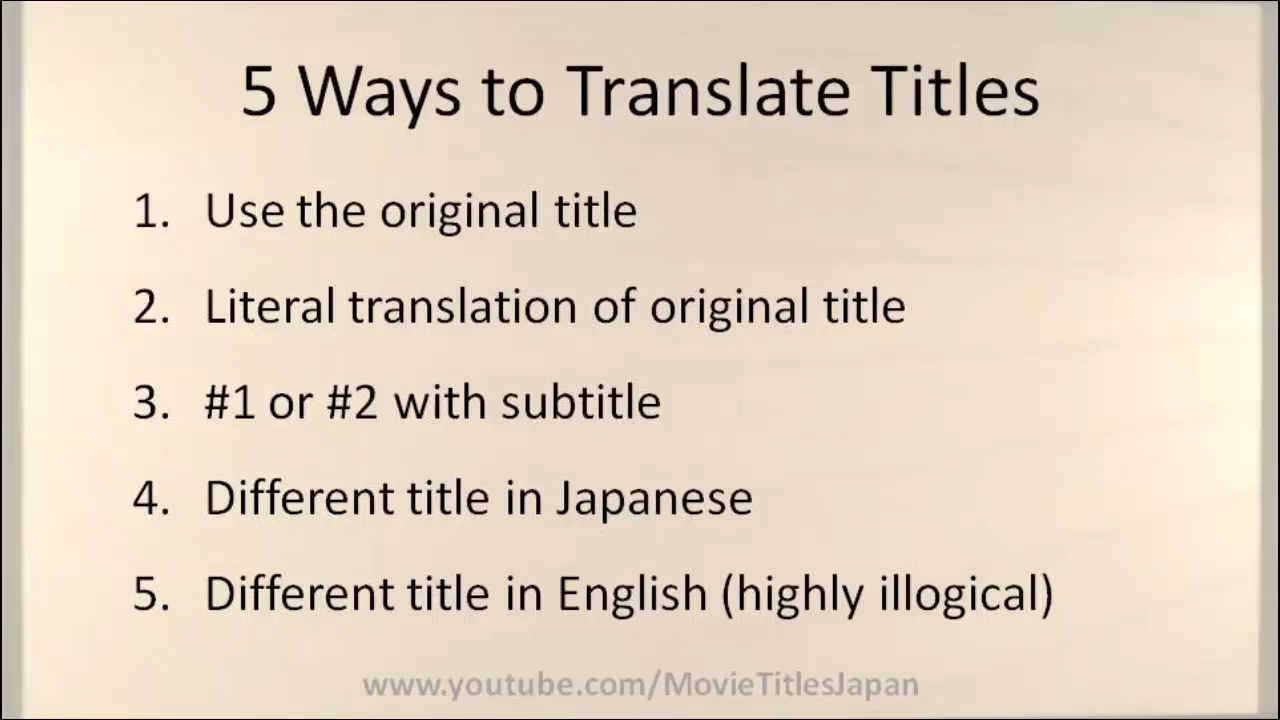 5 Ways to Translate Titles
1. Use the original title
2. Literal translation of original title
3. #1 or #2 with subtitle
4. Different title in Japanese
5. Different title in English (highly illogical)
www.youtube.com/MovieTitlesJapan